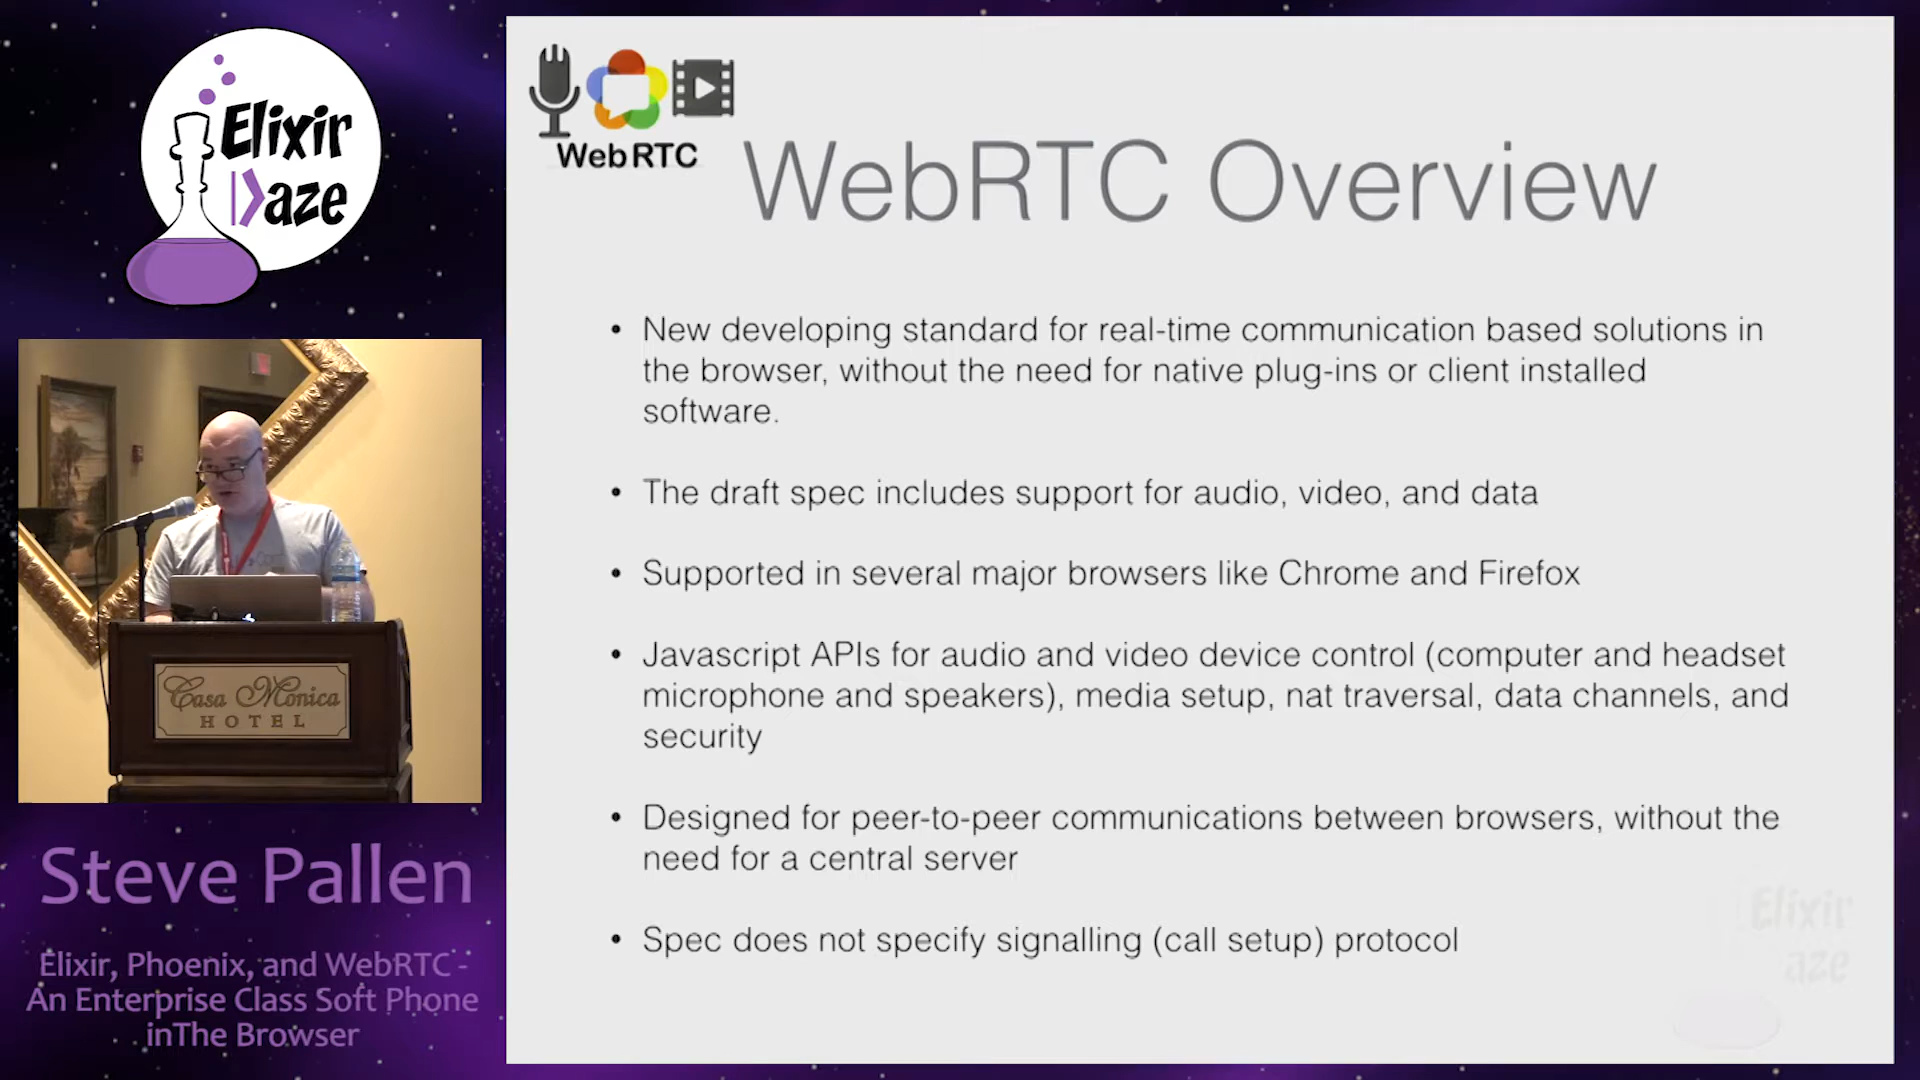 Elixir
Daze
WebRTC
WebRTC Overview
• New developing standard for real-time communication based solutions in
the browser, without the need for native plug-ins or client installed
software.
• The draft spec includes support for audio, video, and data
• Supported in several major browsers like Chrome and Firefox
• Javascript APIs for audio and video device control (computer and headset
microphone and speakers), media setup, nat traversal, data channels, and
security
• Designed for peer-to-peer communications between browsers, without the
need for a central server
• Spec does not specify signalling (call setup) protocol
Casa Monica
HOTEL
Steve Pallen
Elixir, Phoenix, and WebRTC -
An Enterprise Class Soft Phone
inThe Browser
Elixir
aze